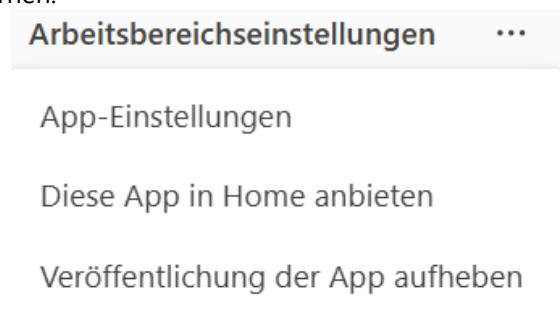 Arbeitsbereichseinstellungen ...
App-Einstellungen
Diese App in Home anbieten
Veröffentlichung der App aufheben